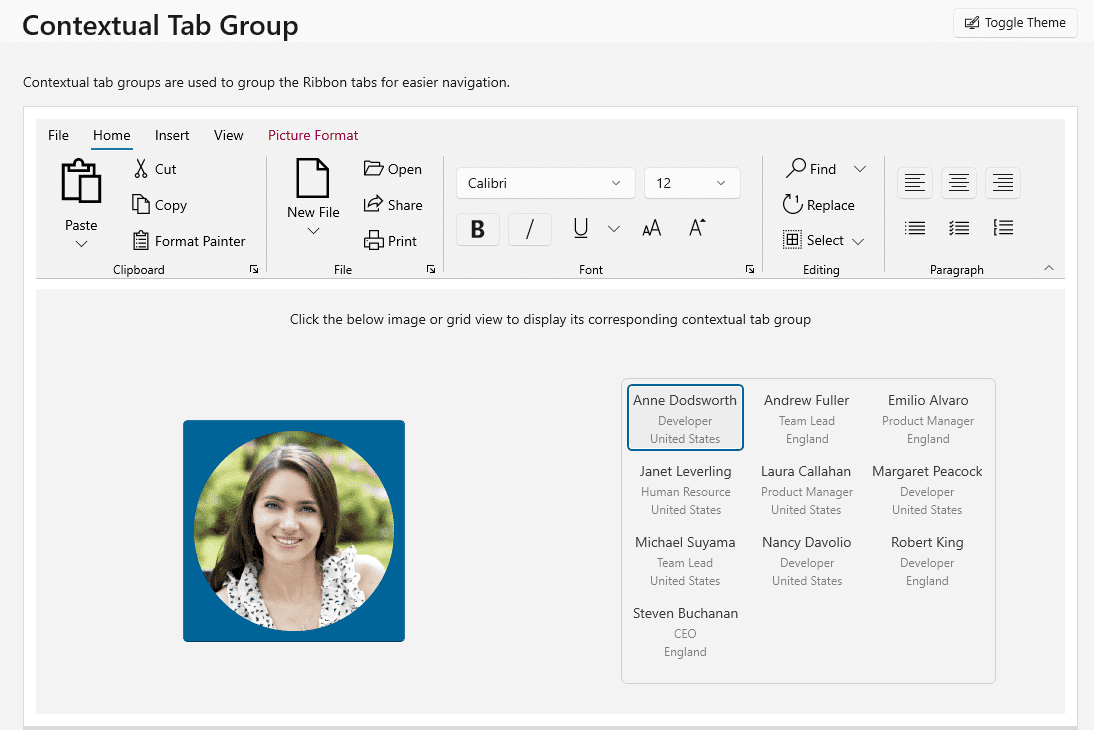 Contextual Tab Group
Toggle Theme
Contextual tab groups are used to group the Ribbon tabs for easier navigation.
File Home Insert View Picture Format
Paste
Cut
Copy
Format Painter
Clipboard
New File
Open
Share
Print
File
Calibri 12
B / U AA A
Font
Find
Replace
Select
Editing
Paragraph
Click the below image or grid view to display its corresponding contextual tab group
Anne Dodsworth
Developer
United States
Andrew Fuller
Team Lead
England
Emilio Alvaro
Product Manager
England
Janet Leverling
Human Resource
United States
Laura Callahan
Product Manager
United States
Margaret Peacock
Developer
United States
Michael Suyama
Team Lead
United States
Nancy Davolio
Developer
United States
Robert King
Developer
England
Steven Buchanan
CEO
England